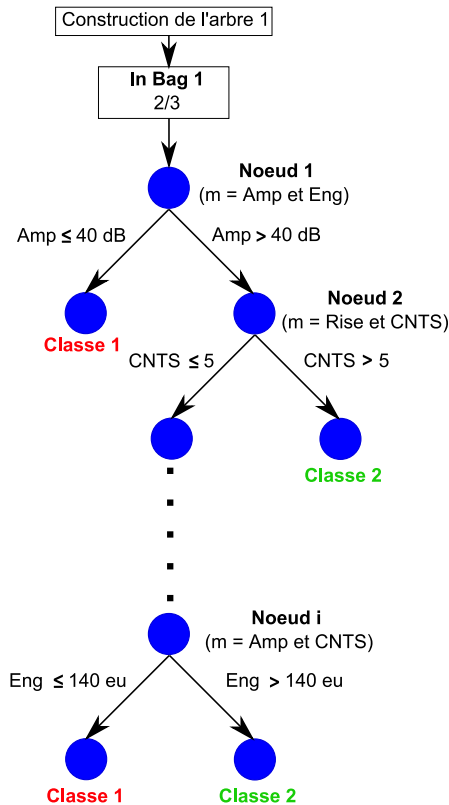 Construction de l'arbre 1
In Bag 1
2/3
Noeud 1
(m = Amp et Eng)
Amp ≤ 40 dB
Amp > 40 dB
Noeud 2
(m = Rise et CNTS)
Classe 1
CNTS ≤ 5
CNTS > 5
Classe 2
Noeud i
(m = Amp et CNTS)
Eng ≤ 140 eu
Eng > 140 eu
Classe 1
Classe 2